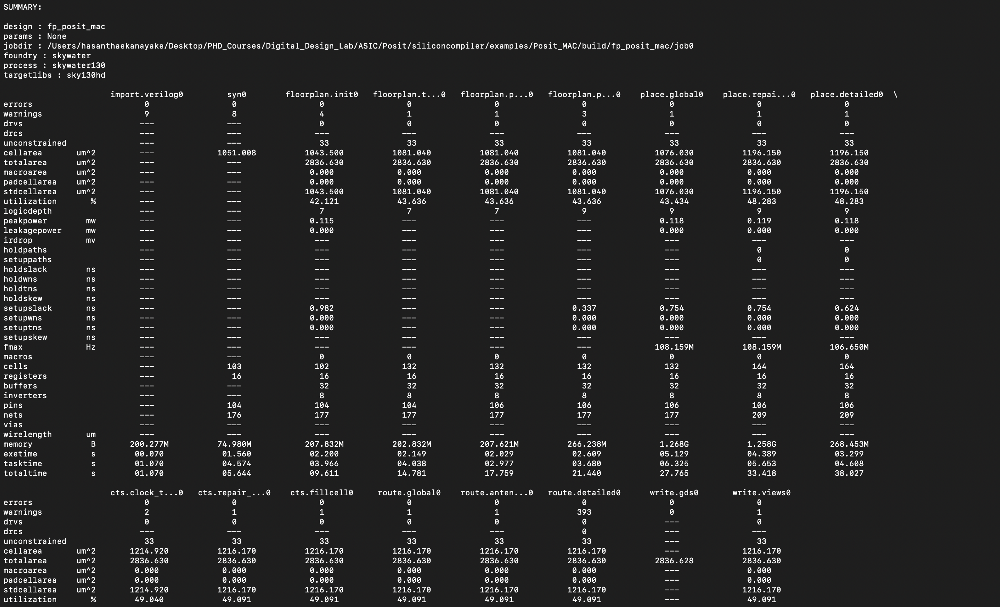 SUMMARY:
design : fp_posit_mac
params : None
jobdir : /Users/hasanthaekanayake/Desktop/PHD_Courses/Digital_Design_Lab/ASIC/Posit/siliconcompiler/examples/Posit_MAC/build/fp_posit_mac/job0
foundry : skywater
process : skywater130
targetlibs : sky130hd
import.verilog0 syn0 floorplan.init0 floorplan.t...0 floorplan.p...0 floorplan.p...0 place.global0 place.repai...0 place.detailed0 \
errors 0 0 0 0 0 0 0 0 0
warnings 9 8 4 1 1 3 1 1 1
drvs --- --- 0 0 0 0 0 0 0
drcs --- --- --- --- --- --- --- --- ---
unconstrained --- --- 33 33 33 33 33 33 33
cellarea um^2 --- 1051.008 1043.500 1081.040 1081.040 1081.040 1076.030 1196.150 1196.150
totalarea um^2 --- --- 2836.630 2836.630 2836.630 2836.630 2836.630 2836.630 2836.630
macroarea um^2 --- --- 0.000 0.000 0.000 0.000 0.000 0.000 0.000
padcellarea um^2 --- --- 0.000 0.000 0.000 0.000 0.000 0.000 0.000
stdcellarea um^2 --- --- 1043.500 1081.040 1081.040 1081.040 1076.030 1196.150 1196.150
utilization % --- --- 42.121 43.636 43.636 43.636 43.434 48.283 48.283
logicdepth --- --- 7 7 7 9 9 9 9
peakpower mw --- --- 0.115 --- --- --- 0.118 0.119 0.118
leakagepower mw --- --- 0.000 --- --- --- 0.000 0.000 0.000
irdrop mv --- --- --- --- --- --- --- --- ---
holdpaths --- --- --- --- --- --- --- 0 0
setuppaths --- --- --- --- --- --- --- 0 0
holdslack ns --- --- --- --- --- --- --- --- ---
holdwns ns --- --- --- --- --- --- --- --- ---
holdtns ns --- --- --- --- --- --- --- --- ---
holdskew ns --- --- --- --- --- --- --- --- ---
setupslack ns --- --- 0.982 --- --- 0.337 0.754 0.754 0.624
setupwns ns --- --- 0.000 --- --- 0.000 0.000 0.000 0.000
setuptns ns --- --- 0.000 --- --- 0.000 0.000 0.000 0.000
setupskew ns --- --- --- --- --- --- --- --- ---
fmax Hz --- --- --- --- --- --- 108.159M 108.159M 106.650M
macros --- --- 0 0 0 0 0 0 0
cells --- 103 102 132 132 132 132 164 164
registers --- 16 16 16 16 16 16 16 16
buffers --- --- 32 32 32 32 32 32 32
inverters --- --- 8 8 8 8 8 8 8
pins --- 104 104 104 106 106 106 106 106
nets --- 176 177 177 177 177 177 209 209
vias --- --- --- --- --- --- --- --- ---
wirelength um --- --- --- --- --- --- --- --- ---
memory B 200.277M 74.980M 207.832M 202.832M 207.621M 266.238M 1.268G 1.258G 268.453M
exetime s 00.070 01.560 02.200 02.149 02.029 02.609 05.129 04.389 03.299
tasktime s 01.070 04.574 03.966 04.038 02.977 03.680 06.325 05.653 04.608
totaltime s 01.070 05.644 09.611 14.781 17.759 21.440 27.765 33.418 38.027
cts.clock_t...0 cts.repair_...0 cts.fillcell0 route.global0 route.anten...0 route.detailed0 write.gds0 write.views0
errors 0 0 0 0 0 0 0 0
warnings 2 1 1 1 1 393 0 1
drvs 0 0 0 0 0 0 --- 0
drcs --- --- --- --- --- 0 --- ---
unconstrained 33 33 33 33 33 33 --- 33
cellarea um^2 1214.920 1216.170 1216.170 1216.170 1216.170 1216.170 --- 1216.170
totalarea um^2 2836.630 2836.630 2836.630 2836.630 2836.630 2836.630 2836.628 2836.630
macroarea um^2 0.000 0.000 0.000 0.000 0.000 0.000 --- 0.000
padcellarea um^2 0.000 0.000 0.000 0.000 0.000 0.000 --- 0.000
stdcellarea um^2 1214.920 1216.170 1216.170 1216.170 1216.170 1216.170 --- 1216.170
utilization % 49.040 49.091 49.091 49.091 49.091 49.091 --- 49.091